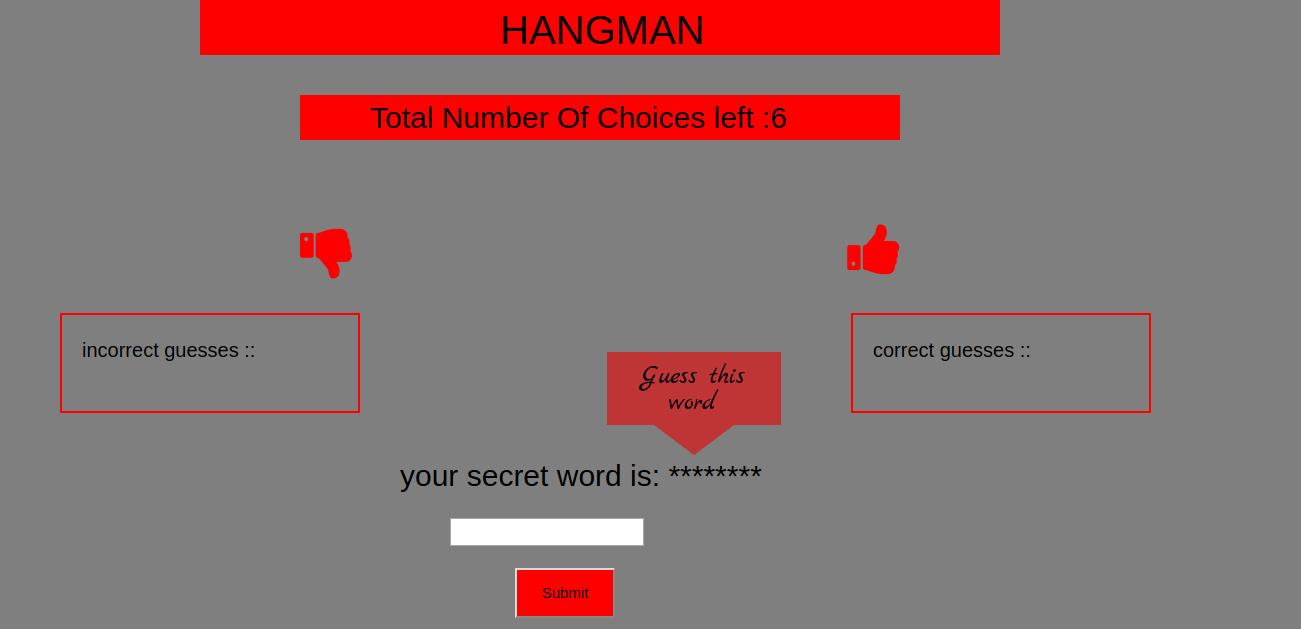 HANGMAN
Total Number Of Choices left :6
incorrect guesses ::
correct guesses ::
Guess this
word
your secret word is: ********
Submit